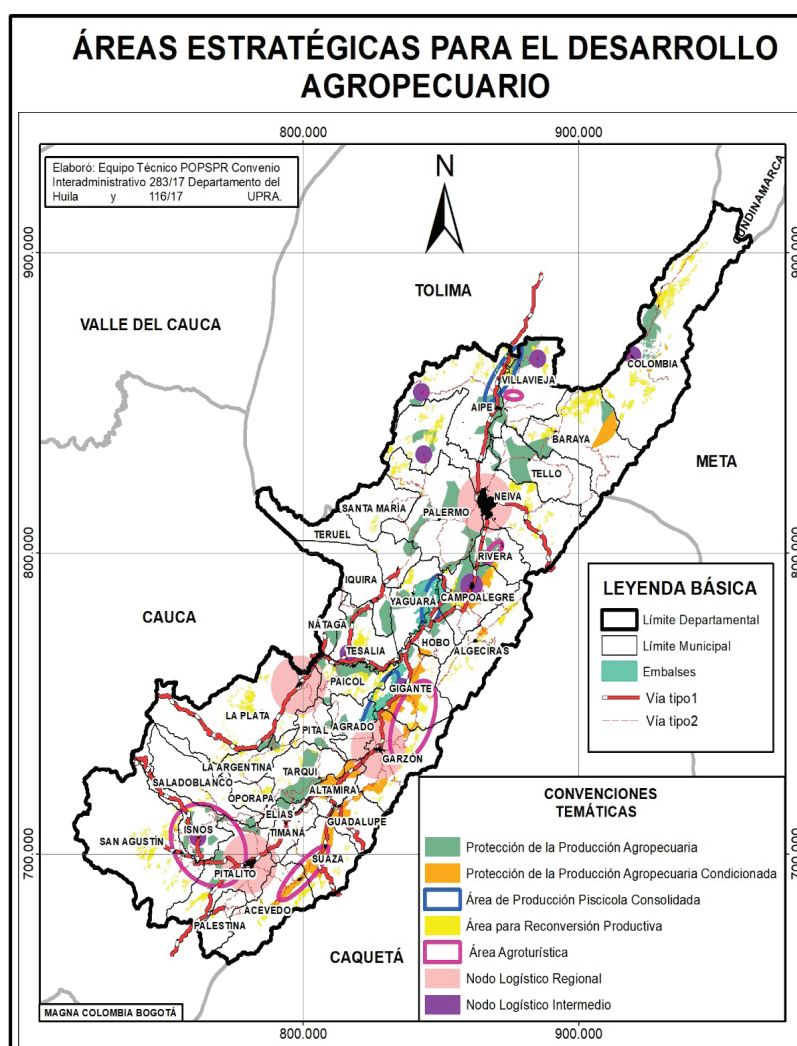 ÁREAS ESTRATÉGICAS PARA EL DESARROLLO
AGROPECUARIO
800.000
900.000
Elaboró: Equipo Técnico POPSPR Convenio
Interadministrativo 283/17 Departamento del
Huila y 116/17 UPRA.
N
CUNDINAMARCA
900.000
900.000
TOLIMA
VALLE DEL CAUCA
COLOMBIA
VILLAVIEJA
AIPE
BARAYA
META
TELLO
NEIVA
SANTA MARÍA
PALERMO
TERUEL
800.000
800.000
RIVERA
IQUIRA
YAGUARÁ
CAMPOALEGRE
CAUCA
NÁTAGA
HOBO
TESALIA
ALGECIRAS
PAICOL
GIGANTE
LA PLATA
PITAL
AGRADO
GARZÓN
LA ARGENTINA
TARQUI
SALADOBLANCO
OPORAPA
ALTAMIRA
ELIAS
GUADALUPE
ISNOS
TIMANÁ
SAN AGUSTÍN
700.000
700.000
SUAZA
PITALITO
ACEVEDO
PALESTINA
CAQUETÁ
LEYENDA BÁSICA
Límite Departamental
Límite Municipal
Embalses
Vía tipo1
Vía tipo2
CONVENCIONES
TEMÁTICAS
Protección de la Producción Agropecuaria
Protección de la Producción Agropecuaria Condicionada
Área de Producción Piscicola Consolidada
Área para Reconversión Productiva
Área Agroturística
Nodo Logístico Regional
Nodo Logístico Intermedio
MAGNA COLOMBIA BOGOTÁ
800.000
900.000